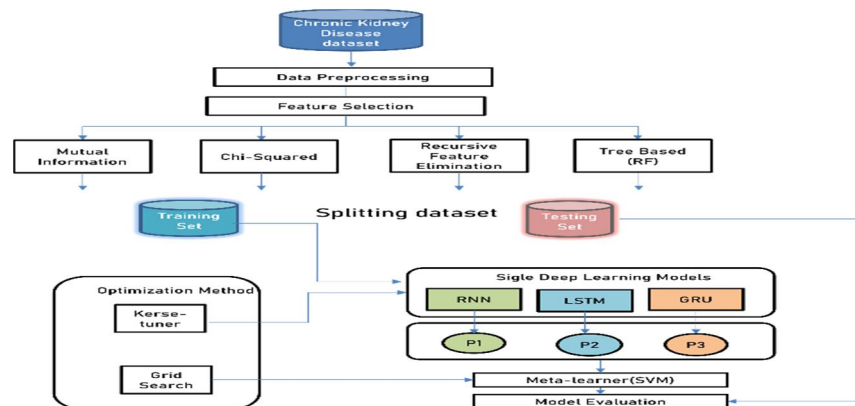 Chronic Kidney
Disease
dataset
Data Preprocessing
Feature Selection
Mutual
Information
Chi-Squared
Recursive
Feature
Elimination
Tree Based
(RF)
Training
Set
Splitting dataset
Testing
Set
Optimization Method
Kerse-
tuner
Grid
Search
Sigle Deep Learning Models
RNN
LSTM
GRU
P1
P2
P3
Meta-learner(SVM)
Model Evaluation